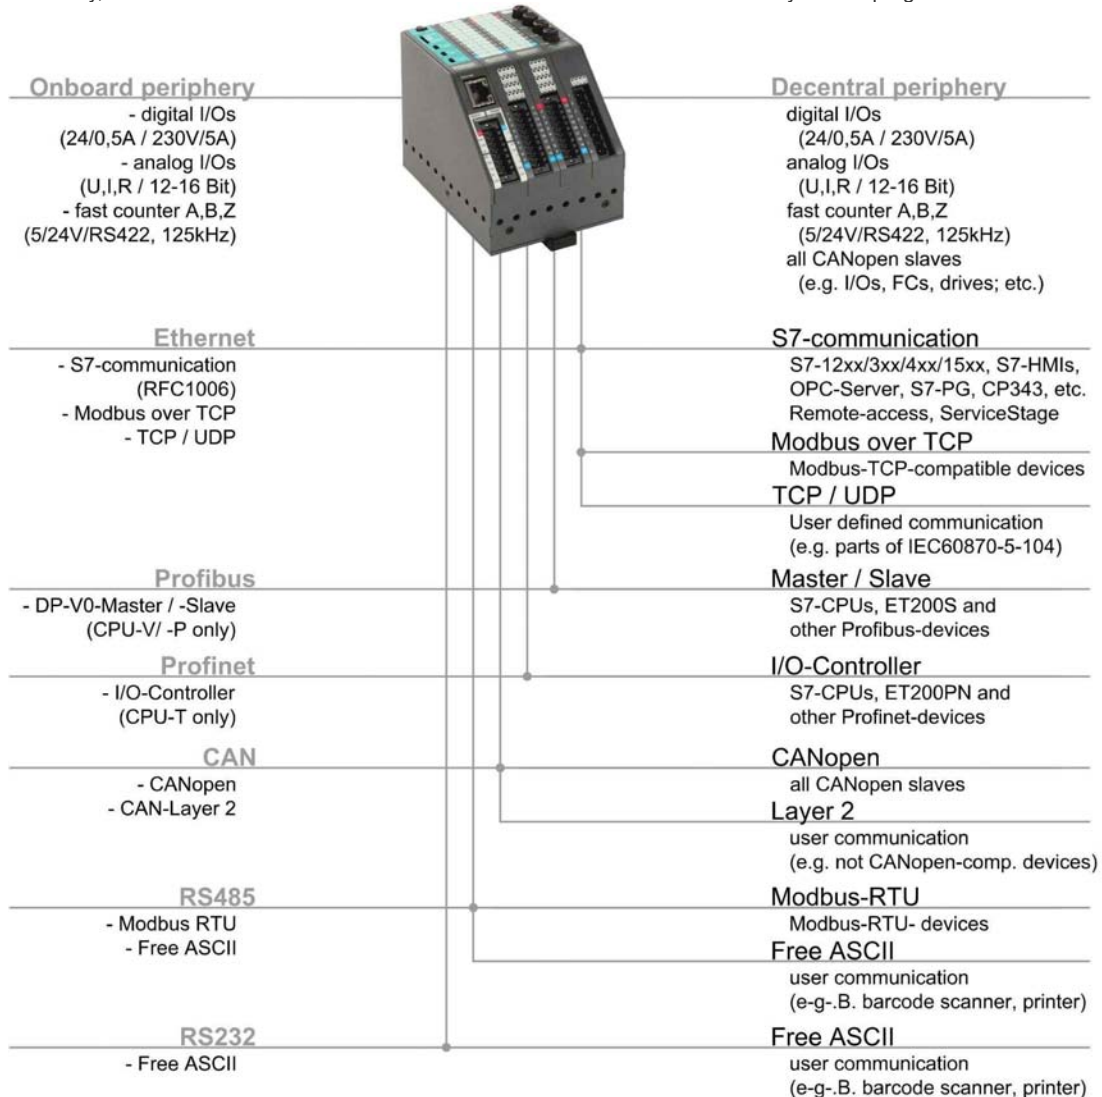 Onboard periphery
- digital I/Os
(24/0,5A / 230V/5A)
- analog I/Os
(U,I,R / 12-16 Bit)
- fast counter A,B,Z
(5/24V/RS422, 125kHz)
Decentral periphery
digital I/Os
(24/0,5A / 230V/5A)
analog I/Os
(U,I,R / 12-16 Bit)
fast counter A,B,Z
(5/24V/RS422, 125kHz)
all CANopen slaves
(e.g. I/Os, FCs, drives; etc.)
Ethernet
- S7-communication
(RFC1006)
- Modbus over TCP
- TCP / UDP
S7-communication
S7-12xx/3xx/4xx/15xx, S7-HMIs,
OPC-Server, S7-PG, CP343, etc.
Remote-access, ServiceStage
Modbus over TCP
Modbus-TCP-compatible devices
TCP / UDP
User defined communication
(e.g. parts of IEC60870-5-104)
Profibus
- DP-V0-Master / -Slave
(CPU-V/ -P only)
Master / Slave
S7-CPUs, ET200S and
other Profibus-devices
Profinet
- I/O-Controller
(CPU-T only)
I/O-Controller
S7-CPUs, ET200PN and
other Profinet-devices
CAN
- CANopen
- CAN-Layer 2
CANopen
all CANopen slaves
Layer 2
user communication
(e.g. not CANopen-comp. devices)
RS485
- Modbus RTU
- Free ASCII
Modbus-RTU
Modbus-RTU- devices
Free ASCII
user communication
(e-g-.B. barcode scanner, printer)
RS232
- Free ASCII
Free ASCII
user communication
(e-g-.B. barcode scanner, printer)